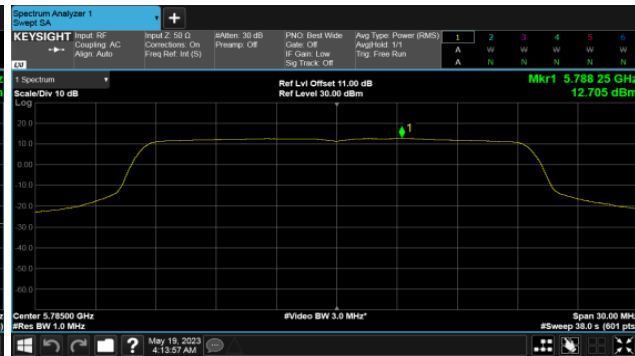 Spectrum Analyzer 1
Swept SA
+
KEYSIGHT
Input: RF
Coupling: AC
Align: Auto
Input Z: 50 Ω
Corrections: On
Freq Ref: Int (S)
#Atten: 30 dB
Preamp: Off
PNO: Best Wide
Gate: Off
IF Gain: Low
Sig Track: Off
Avg Type: Power (RMS)
Avg|Hold: 1/1
Trig: Free Run
1 2 3 4 5 6
A W W W W W
A N N N N N
LXI
1 Spectrum
Scale/Div 10 dB
Ref Lvl Offset 11.00 dB
Ref Level 30.00 dBm
Mkr1 5.788 25 GHz
12.705 dBm
Log
20.0
10.0
0.00
-10.0
-20.0
-30.0
-40.0
-50.0
-60.0
1
Center 5.78500 GHz
#Res BW 1.0 MHz
#Video BW 3.0 MHz*
Span 30.00 MHz
#Sweep 38.0 s (601 pts)
?
May 19, 2023
4:13:57 AM